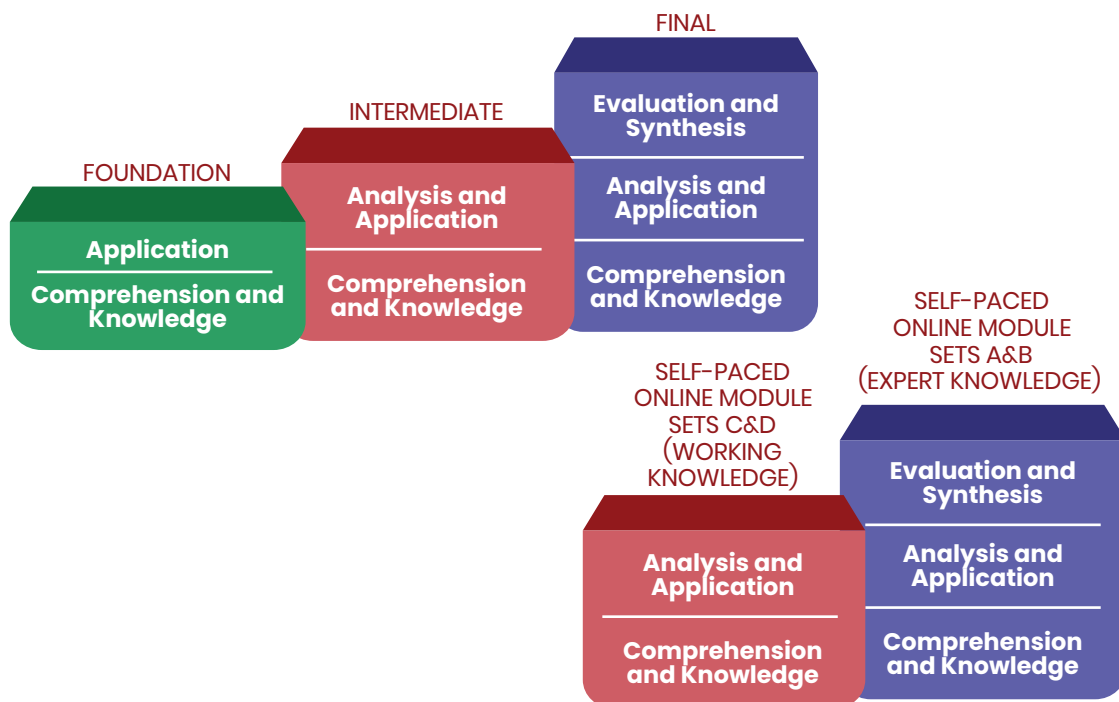 FOUNDATION
Application
Comprehension and
Knowledge
INTERMEDIATE
Analysis and
Application
Comprehension
and Knowledge
FINAL
Evaluation and
Synthesis
Analysis and
Application
Comprehension
and Knowledge
SELF-PACED
ONLINE MODULE
SETS C&D
(WORKING
KNOWLEDGE)
Analysis and
Application
Comprehension
and Knowledge
SELF-PACED
ONLINE MODULE
SETS A&B
(EXPERT KNOWLEDGE)
Evaluation and
Synthesis
Analysis and
Application
Comprehension
and Knowledge